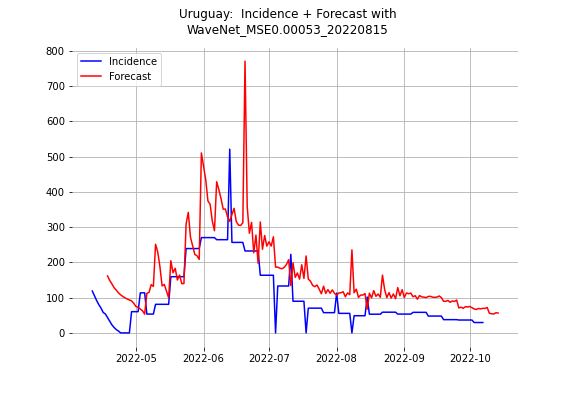 Uruguay:  Incidence + Forecast with
WaveNet_MSE0.00053_20220815
800
700
600
500
400
300
200
100
0
Incidence
Forecast
2022-05 2022-06 2022-07 2022-08 2022-09 2022-10